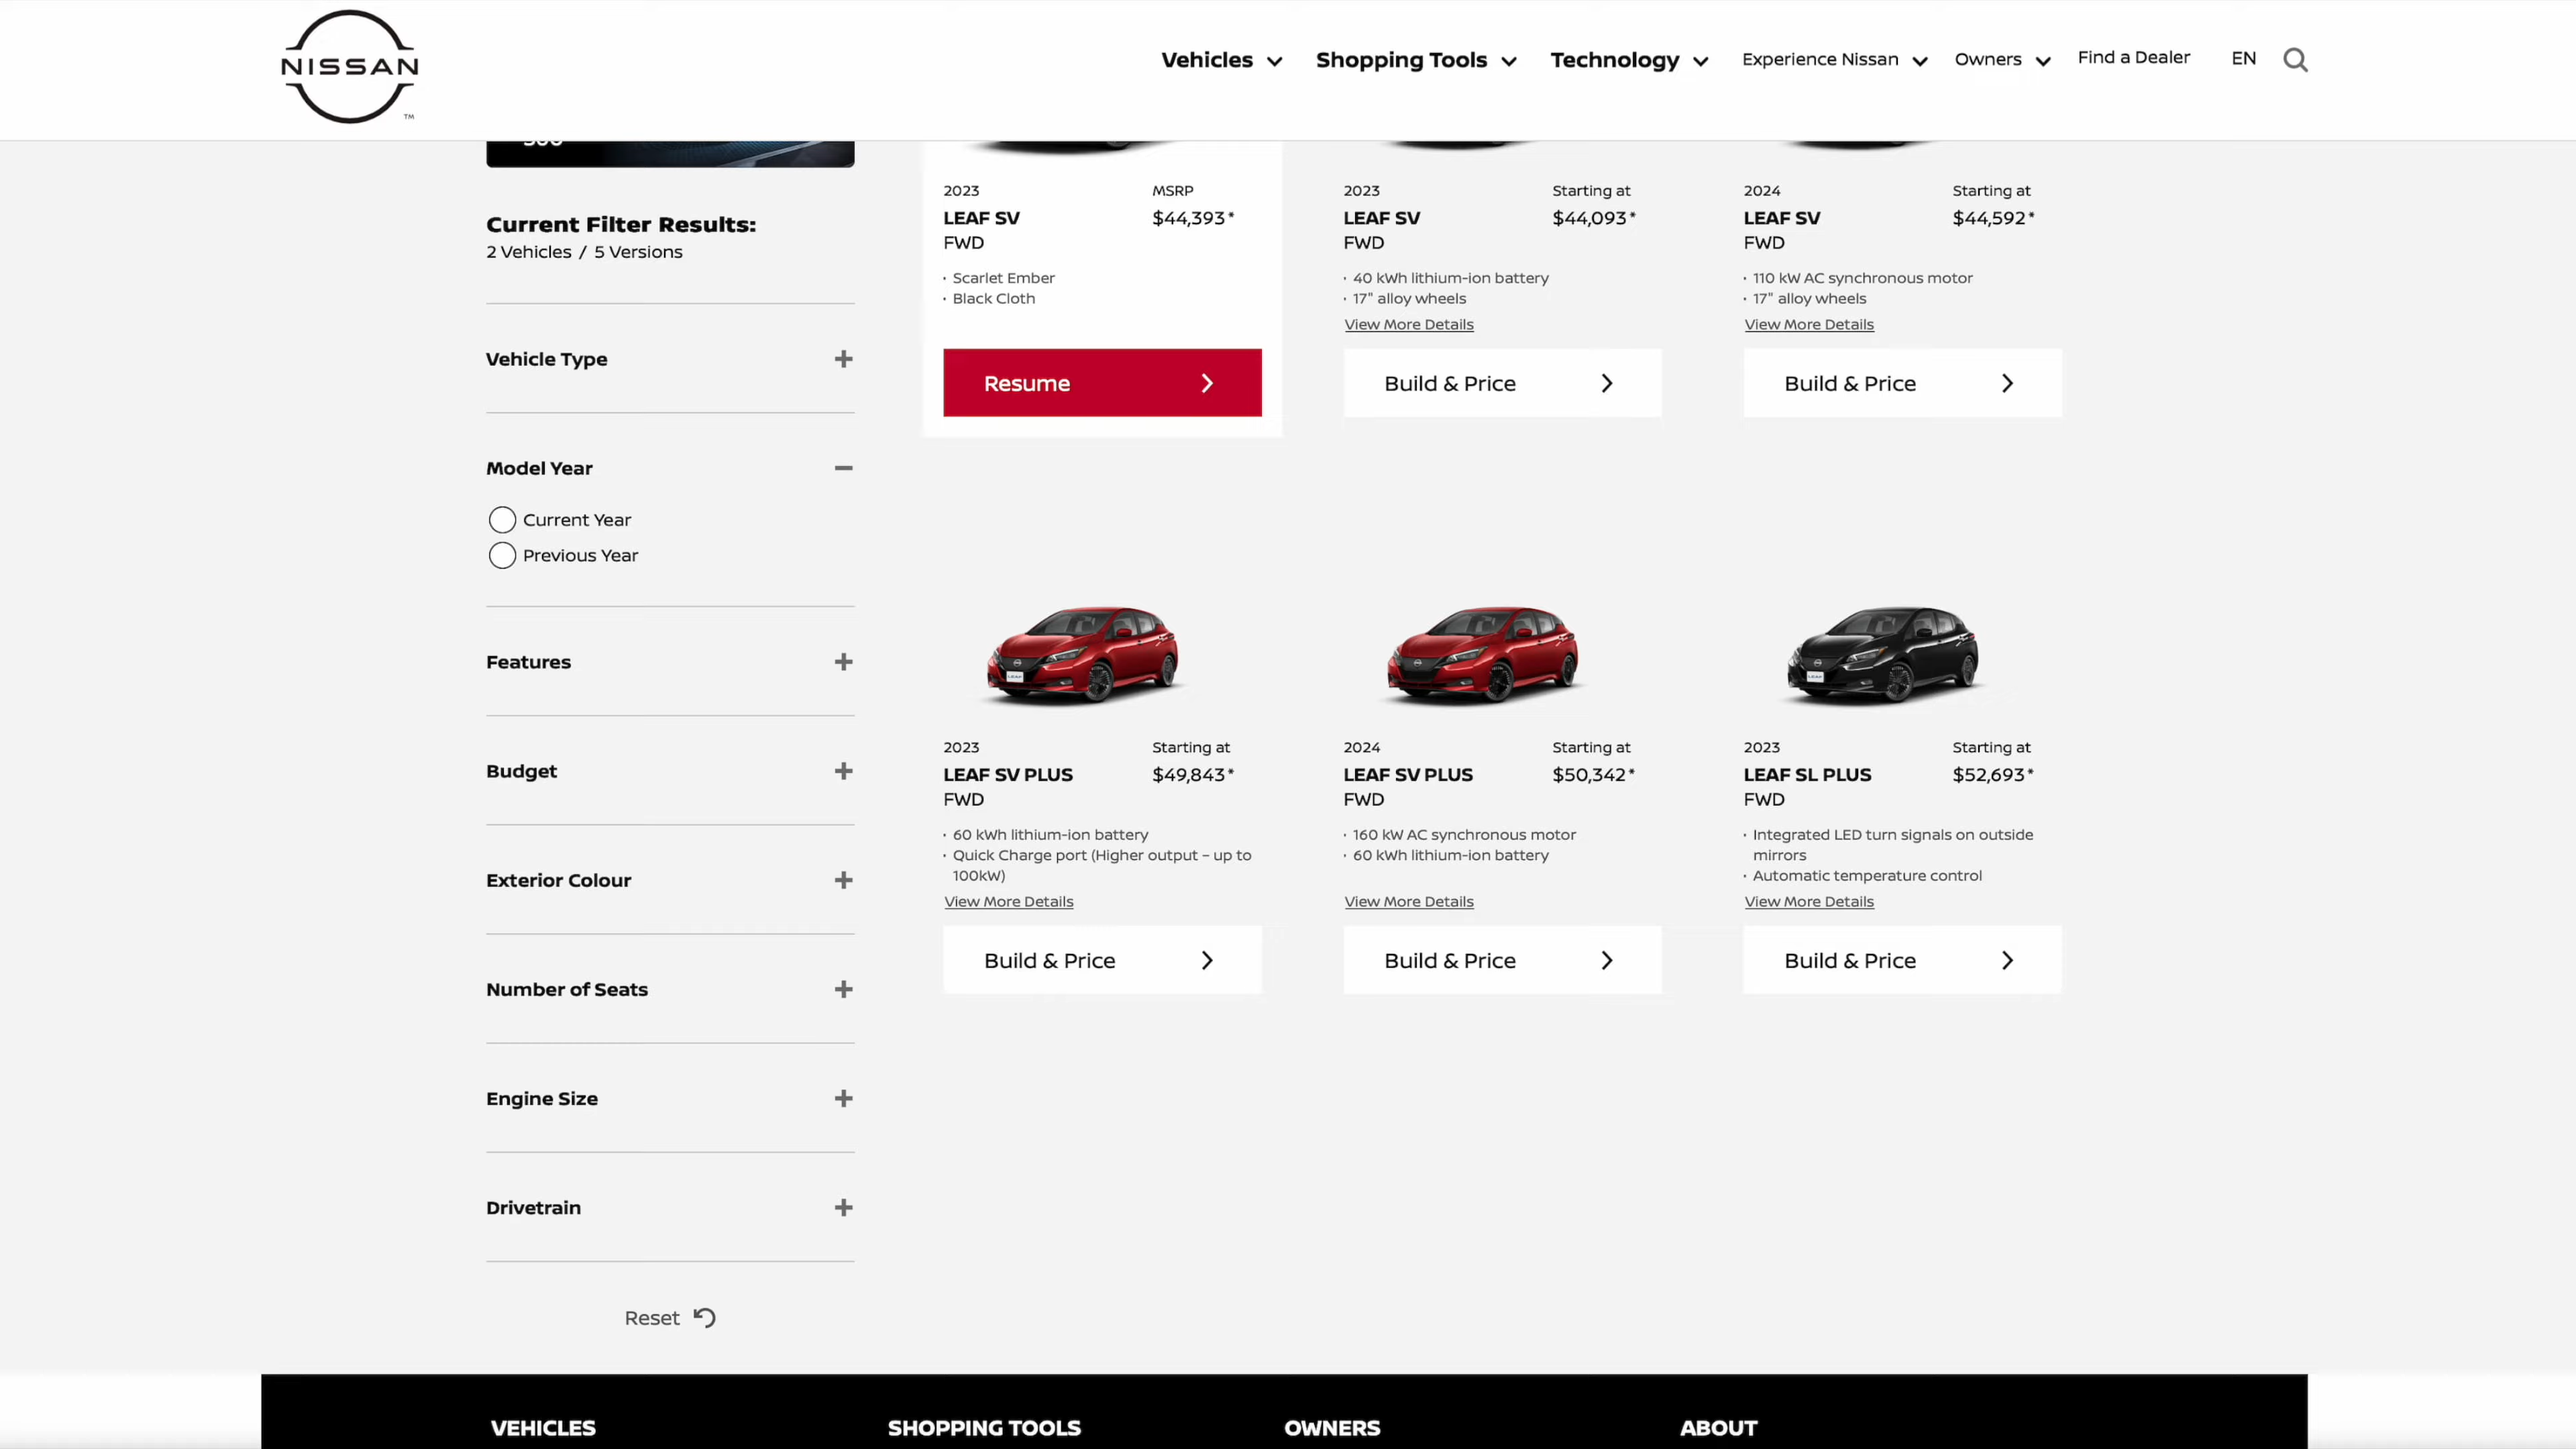 NISSAN
TM
Vehicles
Shopping Tools
Technology
Experience Nissan
Owners
Find a Dealer
EN
Current Filter Results:
2 Vehicles / 5 Versions
Vehicle Type
Model Year
Current Year
Previous Year
Features
Budget
Exterior Colour
Number of Seats
Engine Size
Drivetrain
Reset
2023
MSRP
LEAF SV
$44,393*
FWD
· Scarlet Ember
· Black Cloth
Resume
2023
Starting at
LEAF SV
$44,093*
FWD
· 40 kWh lithium-ion battery
· 17" alloy wheels
View More Details
Build & Price
2024
Starting at
LEAF SV
$44,592*
FWD
· 110 kW AC synchronous motor
· 17" alloy wheels
View More Details
Build & Price
LEAF
2023
Starting at
LEAF SV PLUS
$49,843*
FWD
· 60 kWh lithium-ion battery
· Quick Charge port (Higher output – up to
100kW)
View More Details
Build & Price
2024
Starting at
LEAF SV PLUS
$50,342*
FWD
· 160 kW AC synchronous motor
· 60 kWh lithium-ion battery
View More Details
Build & Price
LEAF
2023
Starting at
LEAF SL PLUS
$52,693*
FWD
· Integrated LED turn signals on outside
mirrors
· Automatic temperature control
View More Details
Build & Price
VEHICLES
SHOPPING TOOLS
OWNERS
ABOUT